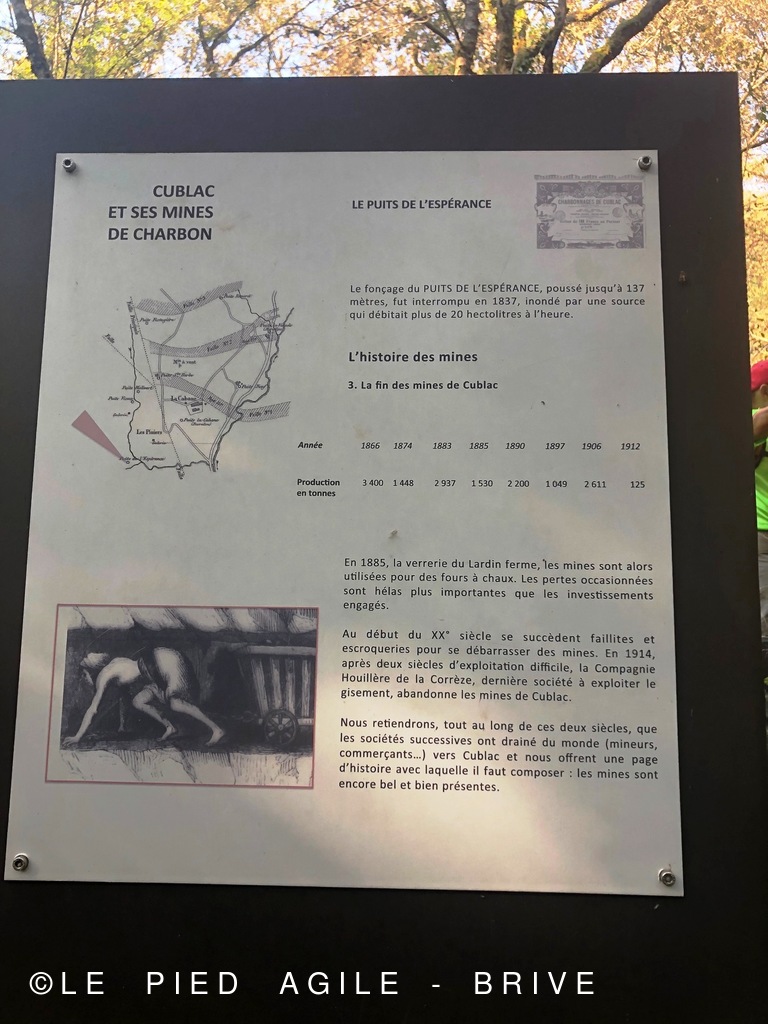 CUBLAC
ET SES MINES
DE CHARBON
LE PUITS DE L'ESPÉRANCE
CHARBONNAGES DE CUBLAC
Le fonçage du PUITS DE L'ESPÉRANCE, poussé jusqu'à 137
mètres, fut interrompu en 1837, inondé par une source
qui débitait plus de 20 hectolitres à l'heure.
L'histoire des mines
3. La fin des mines de Cublac
Année 1866 1874 1883 1885 1890 1897 1906 1912
Production
en tonnes 3 400 1 448 2 937 1 530 2 200 1 049 2 611 125
Les Piniers
La Cabane
En 1885, la verrerie du Lardin ferme, les mines sont alors
utilisées pour des fours à chaux. Les pertes occasionnées
sont hélas plus importantes que les investissements
engagés.
Au début du XX° siècle se succèdent faillites et
escroqueries pour se débarrasser des mines. En 1914,
après deux siècles d'exploitation difficile, la Compagnie
Houillère de la Corrèze, dernière société à exploiter le
gisement, abandonne les mines de Cublac.
Nous retiendrons, tout au long de ces deux siècles, que
les sociétés successives ont drainé du monde (mineurs,
commerçants...) vers Cublac et nous offrent une page
d'histoire avec laquelle il faut composer : les mines sont
encore bel et bien présentes.
©LE PIED AGILE - BRIVE